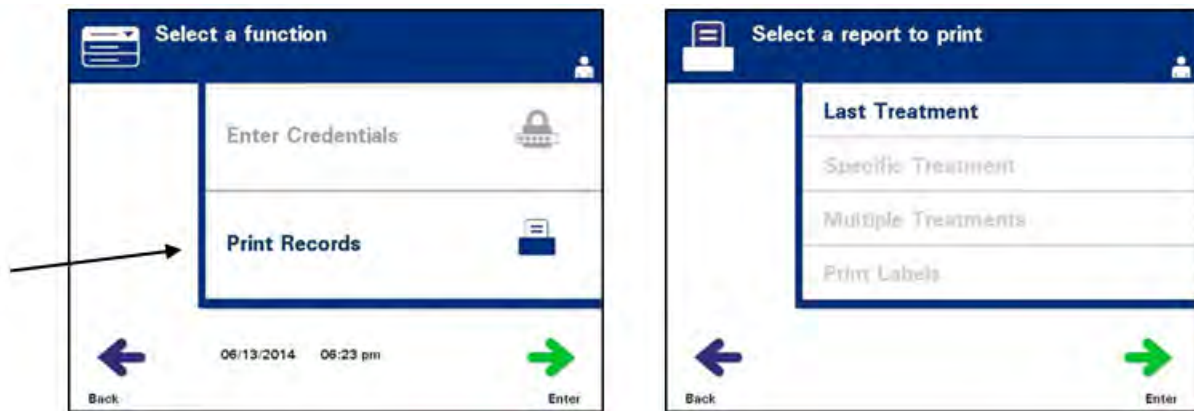 Select a function
Enter Credentials
Print Records
06/13/2014 06:23 pm
Back
Enter
Select a report to print
Last Treatment
Specific Treatment
Multiple Treatments
Print Labels
Back
Enter